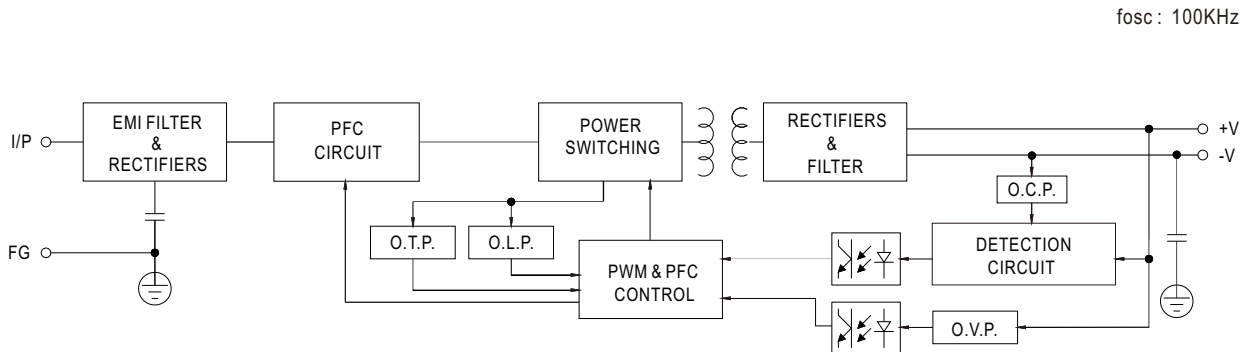 fosc : 100KHz
I/P
EMI FILTER
&
RECTIFIERS
PFC
CIRCUIT
POWER
SWITCHING
RECTIFIERS
&
FILTER
+V
-V
O.C.P.
FG
O.T.P.
O.L.P.
PWM & PFC
CONTROL
DETECTION
CIRCUIT
O.V.P.